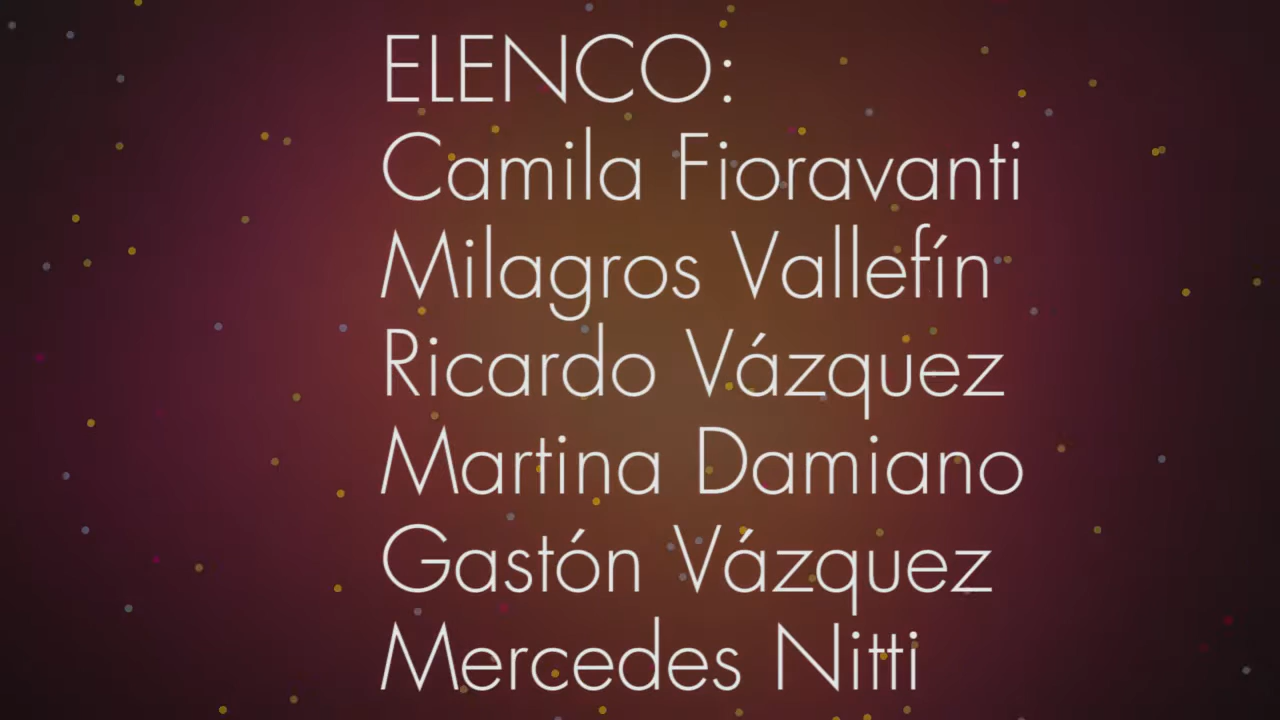 ELENCO:
Camila Fioravanti
Milagros Vallefín
Ricardo Vázquez
Martina Damiano
Gastón Vázquez
Mercedes Nitti